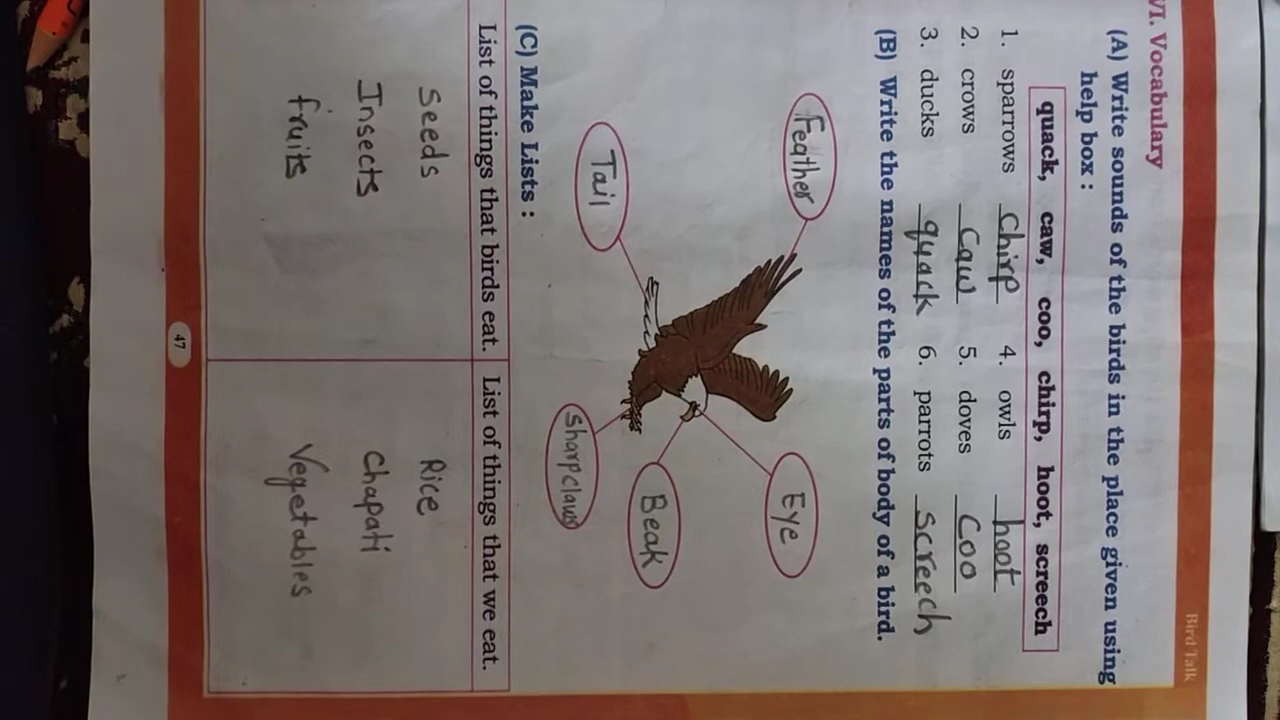 Bird Talk
VI. Vocabulary
(A) Write sounds of the birds in the place given using
help box :
quack, caw, coo, chirp, hoot, screech
1. sparrows chirp 4. owls hoot
2. crows caw 5. doves Coo
3. ducks quack 6. parrots screech
(B) Write the names of the parts of body of a bird.
Feather
Eye
Tail
Beak
Sharp claws
(C) Make Lists :
List of things that birds eat. List of things that we eat.
Seeds Rice
Insects chapati
fruits Vegetables
47